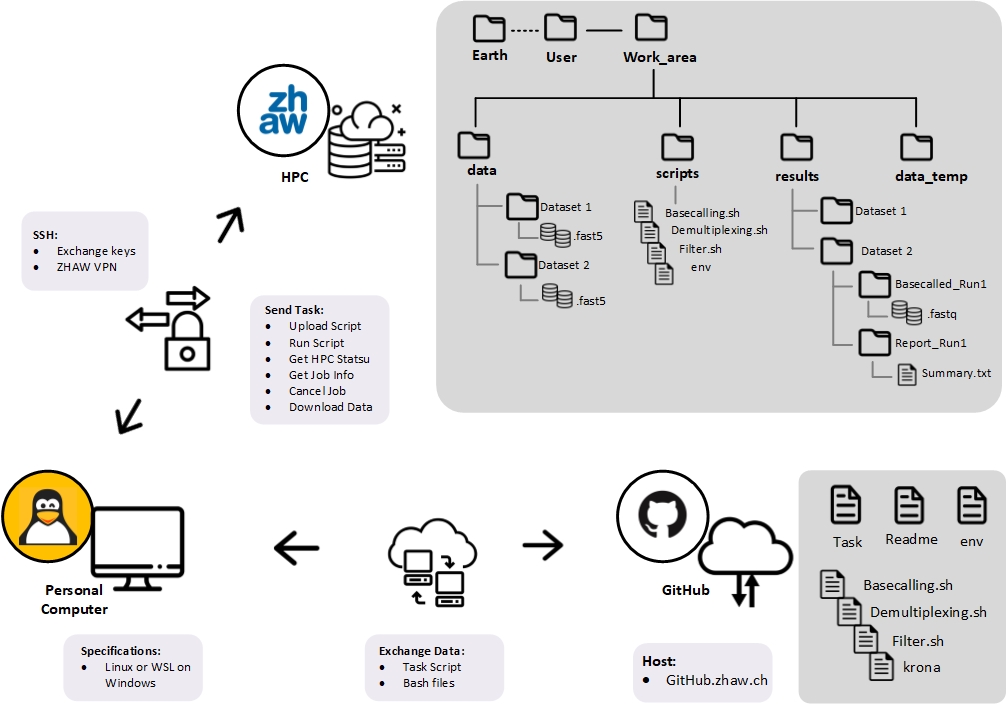 Earth
User
Work_area
zh
aw
HPC
data
scripts
results
data_temp
Dataset 1
.fast5
Dataset 2
.fast5
Basecalling.sh
Demultiplexing.sh
Filter.sh
env
Dataset 1
Dataset 2
Basecalled_Run1
.fastq
Report_Run1
Summary.txt
SSH:
• Exchange keys
• ZHAW VPN
Send Task:
• Upload Script
• Run Script
• Get HPC Statsu
• Get Job Info
• Cancel Job
• Download Data
Personal
Computer
Specifications:
• Linux or WSL on
Windows
Exchange Data:
• Task Script
• Bash files
GitHub
Host:
• GitHub.zhaw.ch
Task
Readme
env
Basecalling.sh
Demultiplexing.sh
Filter.sh
krona